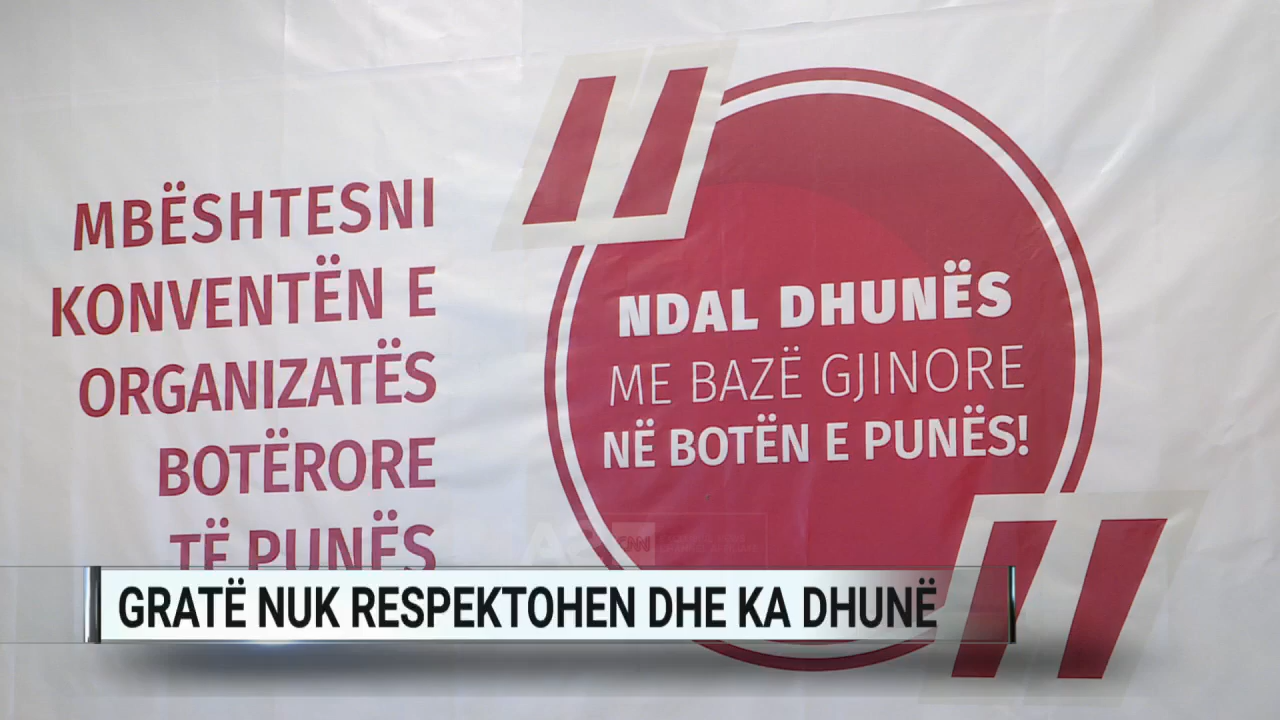 MBËSHTESNI
KONVENTËN E
ORGANIZATËS
BOTËRORE
TË PUNËS
NDAL DHUNËS
ME BAZË GJINORE
NË BOTËN E PUNËS!
CNN
GRATË NUK RESPEKTOHEN DHE KA DHUNË